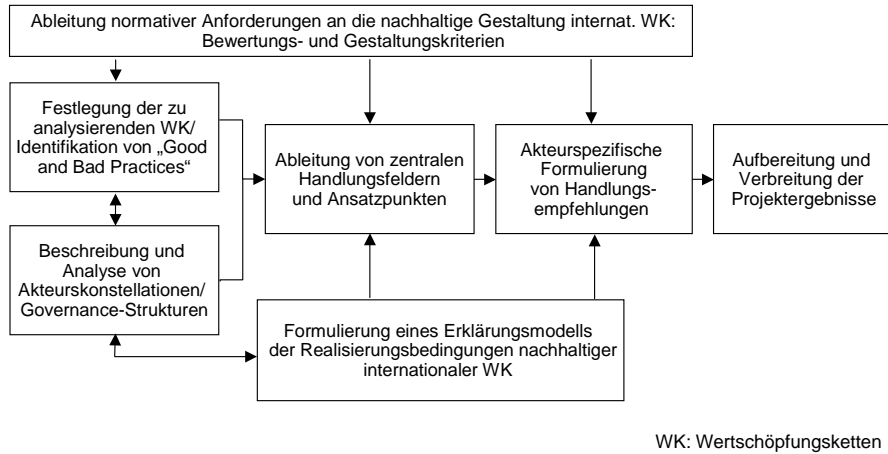 Ableitung normativer Anforderungen an die nachhaltige Gestaltung internat. WK:
Bewertungs- und Gestaltungskriterien
Festlegung der zu
analysierenden WK/
Identifikation von „Good
and Bad Practices“
Beschreibung und
Analyse von
Akteurskonstellationen/
Governance-Strukturen
Ableitung von zentralen
Handlungsfeldern
und Ansatzpunkten
Akteurspezifische
Formulierung
von Handlungs-
empfehlungen
Aufbereitung und
Verbreitung der
Projektergebnisse
Formulierung eines Erklärungsmodells
der Realisierungsbedingungen nachhaltiger
internationaler WK
WK: Wertschöpfungsketten